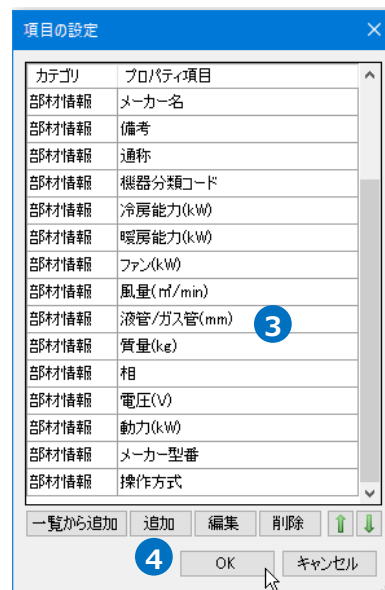 項目の設定
カテゴリ プロパティ項目
部材情報 メーカー名
部材情報 備考
部材情報 通称
部材情報 機器分類コード
部材情報 冷房能力(kW)
部材情報 暖房能力(kW)
部材情報 ファン(kW)
部材情報 風量(㎥/min)
部材情報 液管/ガス管(mm)
3
部材情報 質量(kg)
部材情報 相
部材情報 電圧(V)
部材情報 動力(kW)
部材情報 メーカー型番
部材情報 操作方式
一覧から追加 追加 編集 削除
4 OK キャンセル